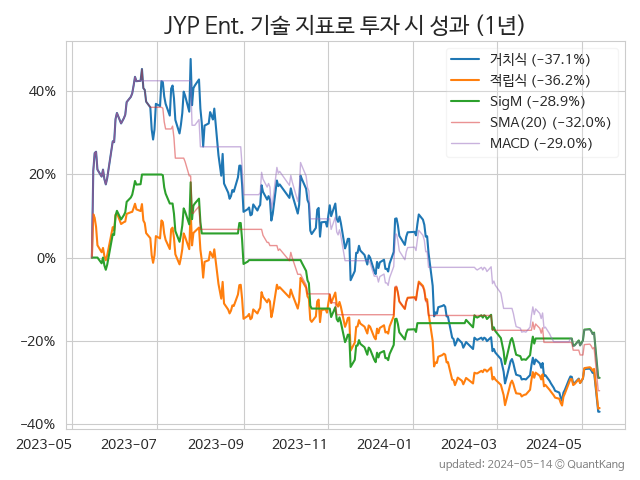 JYP Ent. 기술 지표로 투자 시 성과 (1년)
거치식 (−37.1%)
적립식 (−36.2%)
SigM (−28.9%)
SMA(20) (−32.0%)
MACD (−29.0%)
40%
20%
0%
−20%
−40%
2023-05 2023-07 2023-09 2023-11 2024-01 2024-03 2024-05
updated: 2024-05-14 © QuantKang